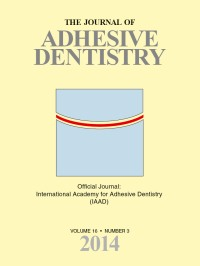 THE JOURNAL OF
ADHESIVE
DENTISTRY
Official Journal:
International Academy for Adhesive Dentistry
(IAAD)
VOLUME 16 • NUMBER 3
2014